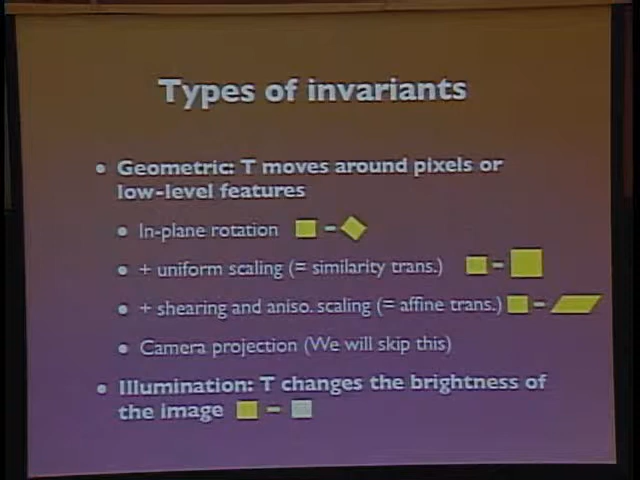 Types of invariants
• Geometric: T moves around pixels or
low-level features
• In-plane rotation
• + uniform scaling (= similarity trans.)
• + shearing and aniso. scaling (= affine trans.)
• Camera projection (We will skip this)
• Illumination: T changes the brightness of
the image